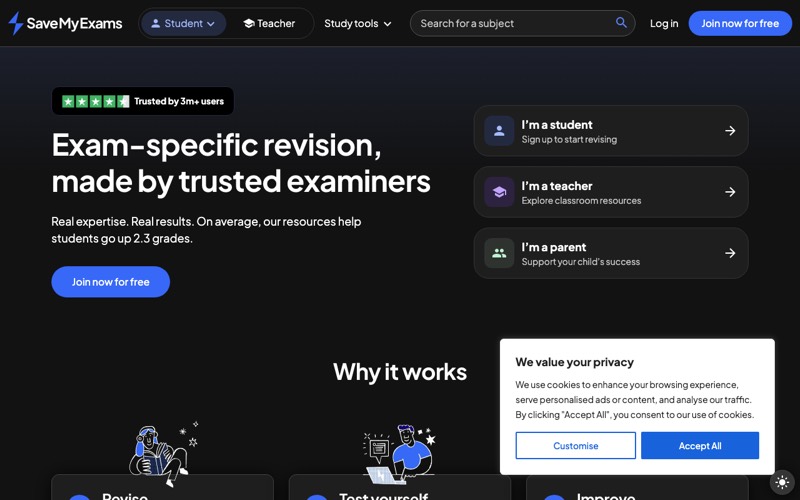 SaveMyExams
Student
Teacher
Study tools
Search for a subject
Log in
Join now for free
Trusted by 3m+ users
Exam-specific revision,
made by trusted examiners
Real expertise. Real results. On average, our resources help
students go up 2.3 grades.
Join now for free
I'm a student
Sign up to start revising
I'm a teacher
Explore classroom resources
I'm a parent
Support your child's success
Why it works
We value your privacy
We use cookies to enhance your browsing experience,
serve personalised ads or content, and analyse our traffic.
By clicking "Accept All", you consent to our use of cookies.
Customise
Accept All
Revise
Test yourself
Improve